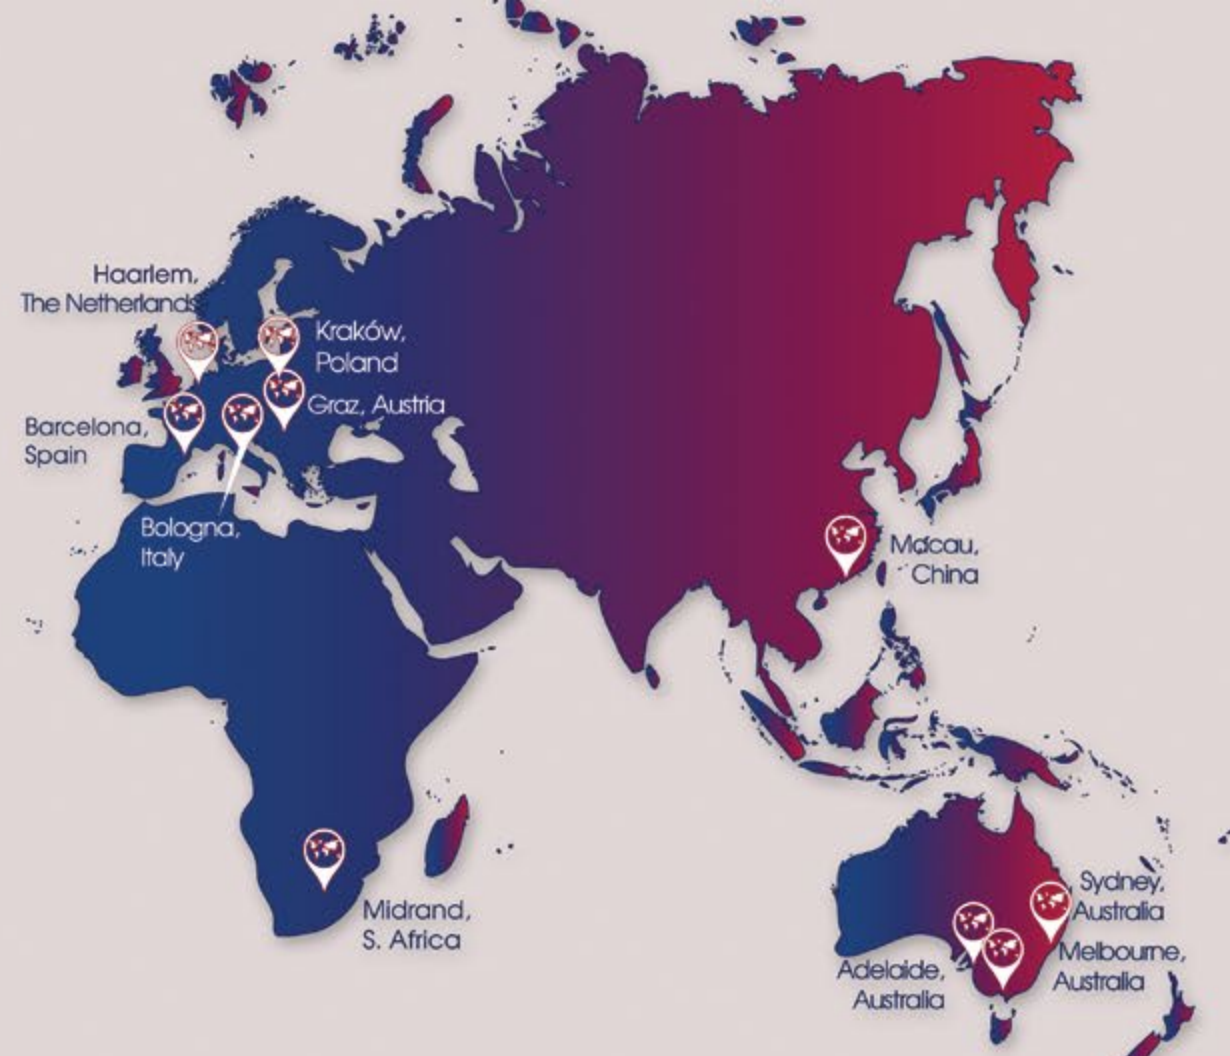 Haarlem,
The Netherlands
Kraków,
Poland
Graz, Austria
Barcelona,
Spain
Bologna,
Italy
Macau,
China
Midrand,
S. Africa
Sydney,
Australia
Melbourne,
Australia
Adelaide,
Australia